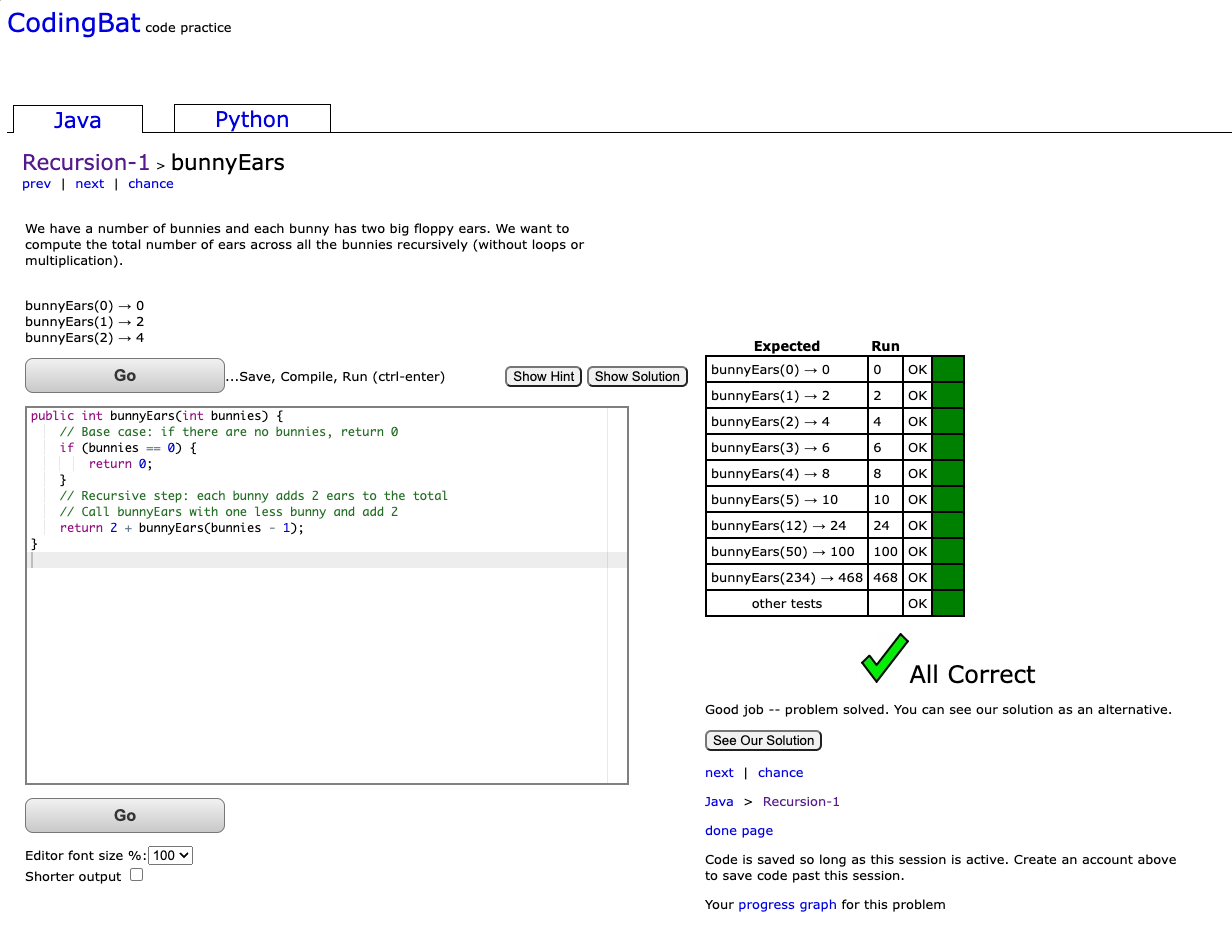 CodingBat code practice
Java
Python
Recursion-1 > bunnyEars
prev | next | chance
We have a number of bunnies and each bunny has two big floppy ears. We want to
compute the total number of ears across all the bunnies recursively (without loops or
multiplication).
bunnyEars(0) → 0
bunnyEars(1) → 2
bunnyEars(2) → 4
Go
...Save, Compile, Run (ctrl-enter)
Show Hint
Show Solution
public int bunnyEars(int bunnies) {
    // Base case: if there are no bunnies, return 0
    if (bunnies == 0) {
        return 0;
    }
    // Recursive step: each bunny adds 2 ears to the total
    // Call bunnyEars with one less bunny and add 2
    return 2 + bunnyEars(bunnies - 1);
}
Go
Editor font size %: 100
Shorter output
Expected Run
bunnyEars(0) → 0 0 OK
bunnyEars(1) → 2 2 OK
bunnyEars(2) → 4 4 OK
bunnyEars(3) → 6 6 OK
bunnyEars(4) → 8 8 OK
bunnyEars(5) → 10 10 OK
bunnyEars(12) → 24 24 OK
bunnyEars(50) → 100 100 OK
bunnyEars(234) → 468 468 OK
other tests OK
All Correct
Good job -- problem solved. You can see our solution as an alternative.
See Our Solution
next | chance
Java > Recursion-1
done page
Code is saved so long as this session is active. Create an account above
to save code past this session.
Your progress graph for this problem